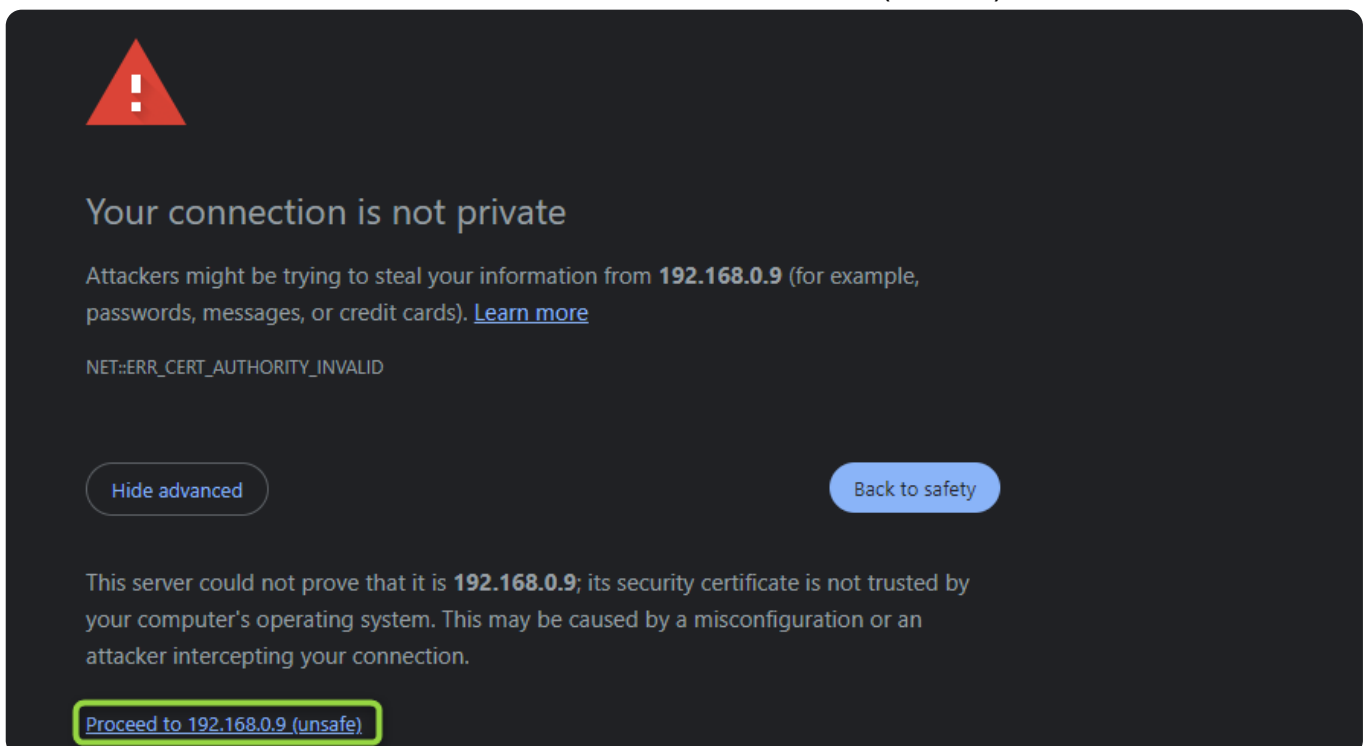 Your connection is not private
Attackers might be trying to steal your information from 192.168.0.9 (for example,
passwords, messages, or credit cards). Learn more
NET::ERR_CERT_AUTHORITY_INVALID
Hide advanced
Back to safety
This server could not prove that it is 192.168.0.9; its security certificate is not trusted by
your computer's operating system. This may be caused by a misconfiguration or an
attacker intercepting your connection.
Proceed to 192.168.0.9 (unsafe)